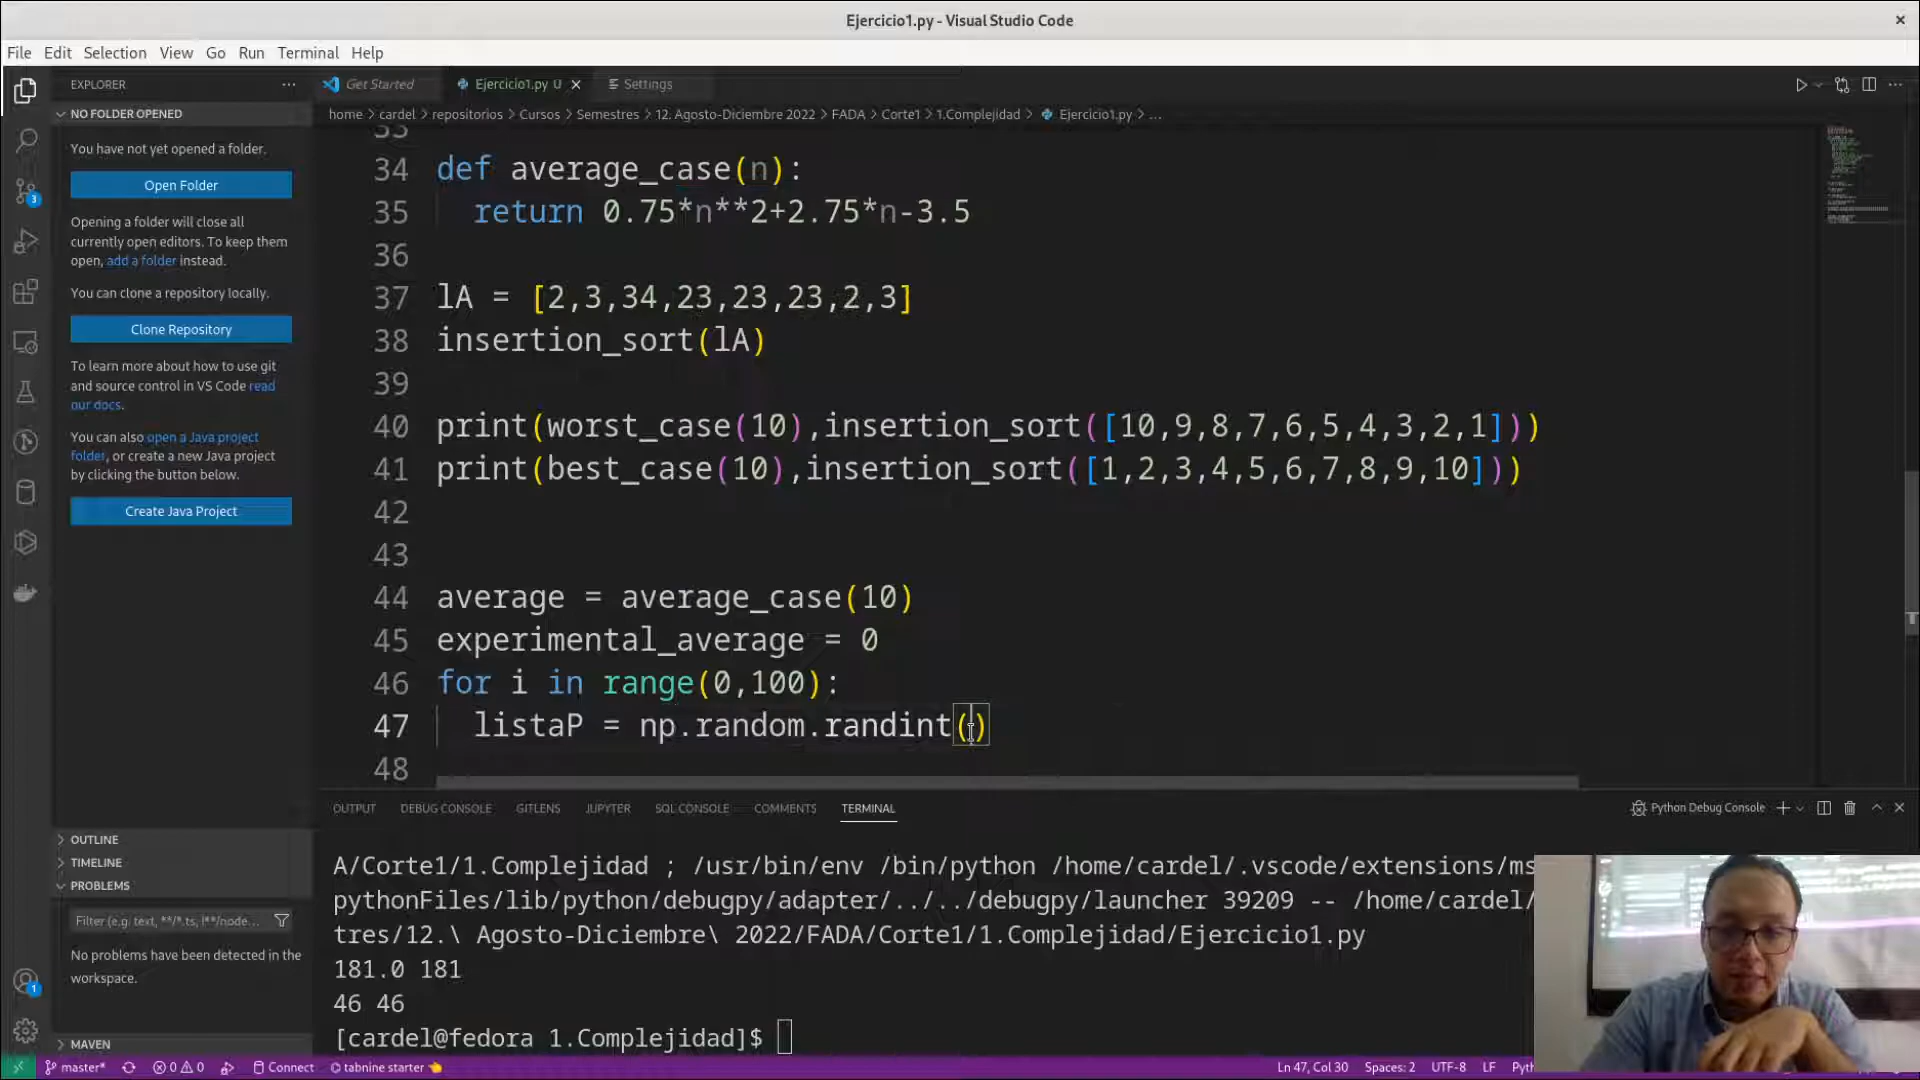 Ejercicio1.py - Visual Studio Code
File Edit Selection View Go Run Terminal Help
EXPLORER
Get Started
Ejercicio1.py U
Settings
NO FOLDER OPENED
home > cardel > repositorios > Cursos > Semestres > 12. Agosto-Diciembre 2022 > FADA > Corte1 > 1.Complejidad > Ejercicio1.py > ...
You have not yet opened a folder.
Open Folder
Opening a folder will close all
currently open editors. To keep them
open, add a folder instead.
You can clone a repository locally.
Clone Repository
To learn more about how to use git
and source control in VS Code read
our docs.
You can also open a Java project
folder, or create a new Java project
by clicking the button below.
Create Java Project
OUTLINE
TIMELINE
PROBLEMS
Filter (e.g. text, **/*.ts, !**/node...
No problems have been detected in the
workspace.
MAVEN
33
34 def average_case(n):
35 return 0.75*n**2+2.75*n-3.5
36
37 lA = [2,3,34,23,23,23,2,3]
38 insertion_sort(lA)
39
40 print(worst_case(10),insertion_sort([10,9,8,7,6,5,4,3,2,1]))
41 print(best_case(10),insertion_sort([1,2,3,4,5,6,7,8,9,10]))
42
43
44 average = average_case(10)
45 experimental_average = 0
46 for i in range(0,100):
47 listaP = np.random.randint()
48
OUTPUT DEBUG CONSOLE GITLENS JUPYTER SQL CONSOLE COMMENTS TERMINAL
Python Debug Console
A/Corte1/1.Complejidad ; /usr/bin/env /bin/python /home/cardel/.vscode/extensions/ms
pythonFiles/lib/python/debugpy/adapter/../../debugpy/launcher 39209 -- /home/cardel/
tres/12.\ Agosto-Diciembre\ 2022/FADA/Corte1/1.Complejidad/Ejercicio1.py
181.0 181
46 46
[cardel@fedora 1.Complejidad]$
3
1
master* 0 0 Connect tabnine starter Ln 47, Col 30 Spaces: 2 UTF-8 LF Pyth